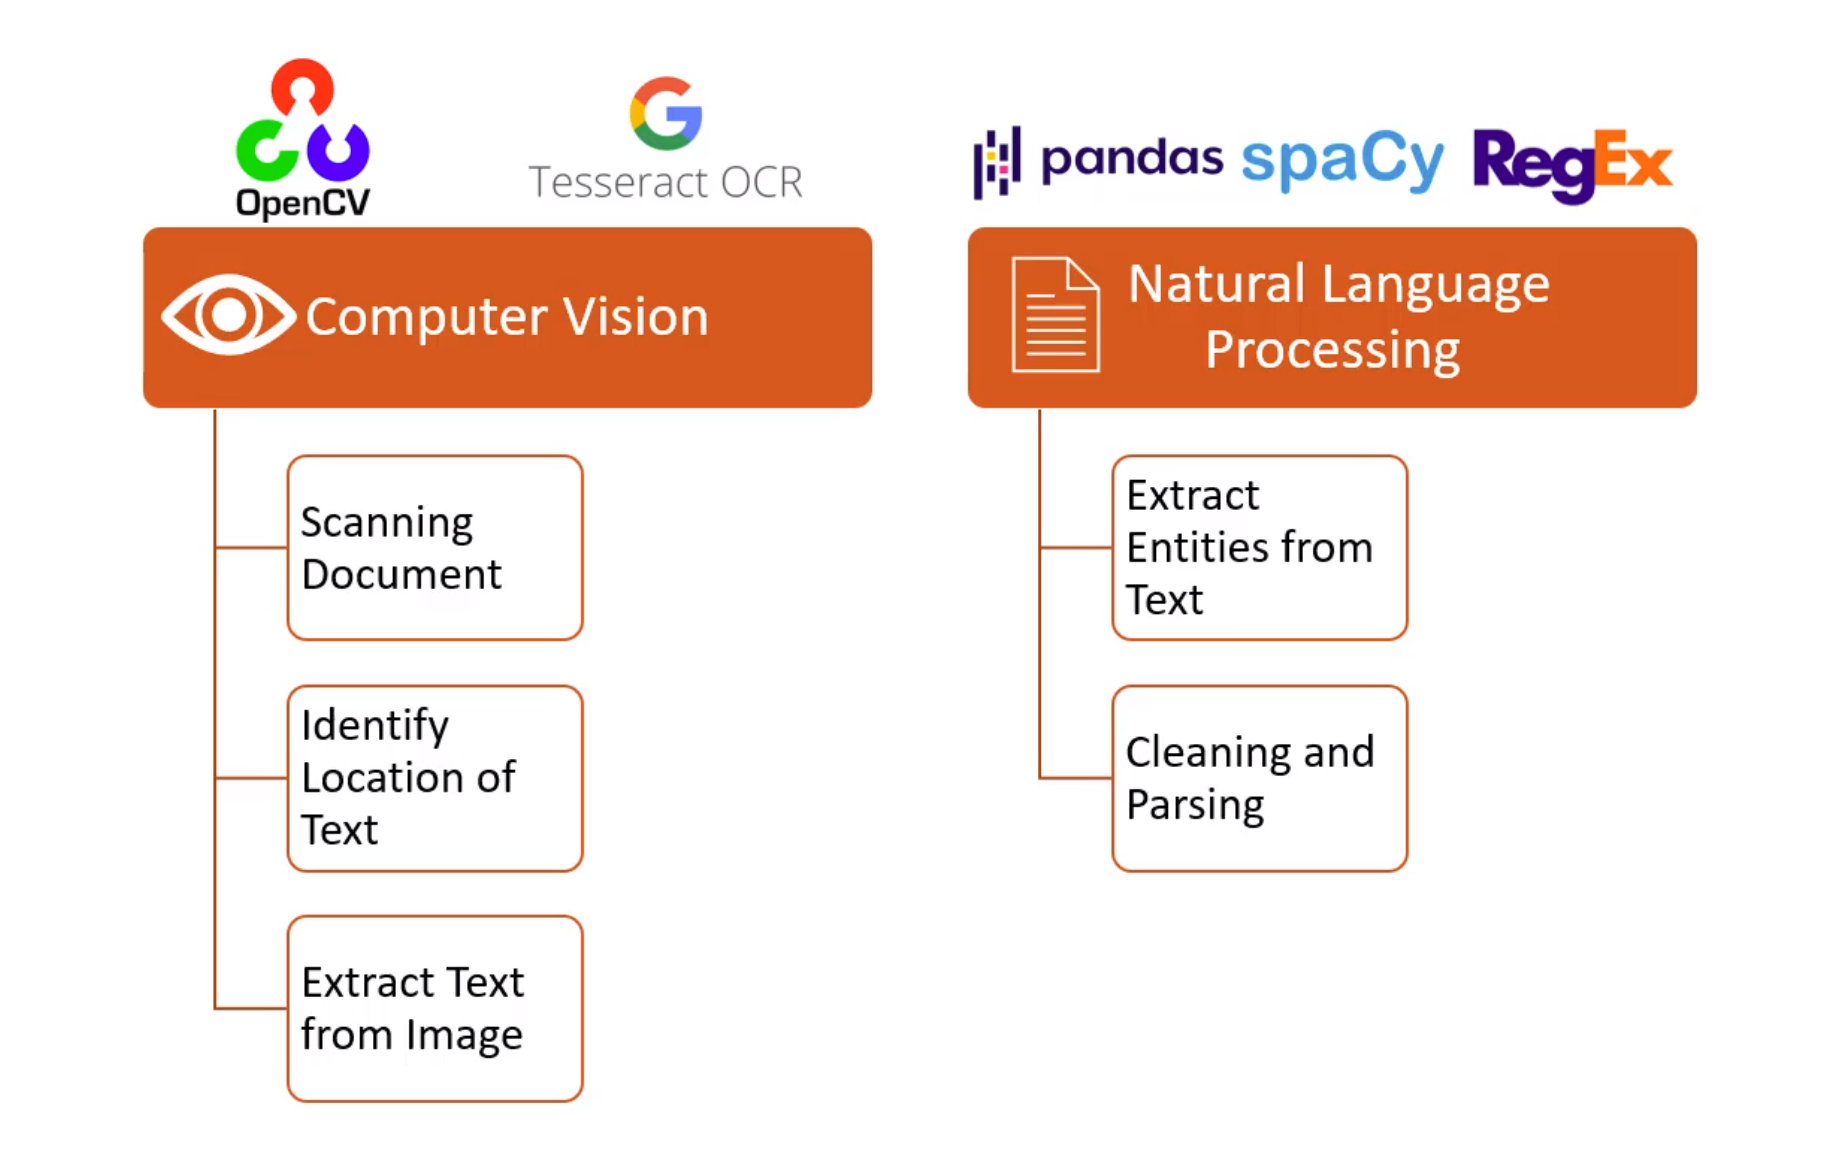 OpenCV
Tesseract OCR
pandas
spaCy
RegEx
Computer Vision
Scanning
Document
Identify
Location of
Text
Extract Text
from Image
Natural Language
Processing
Extract
Entities from
Text
Cleaning and
Parsing